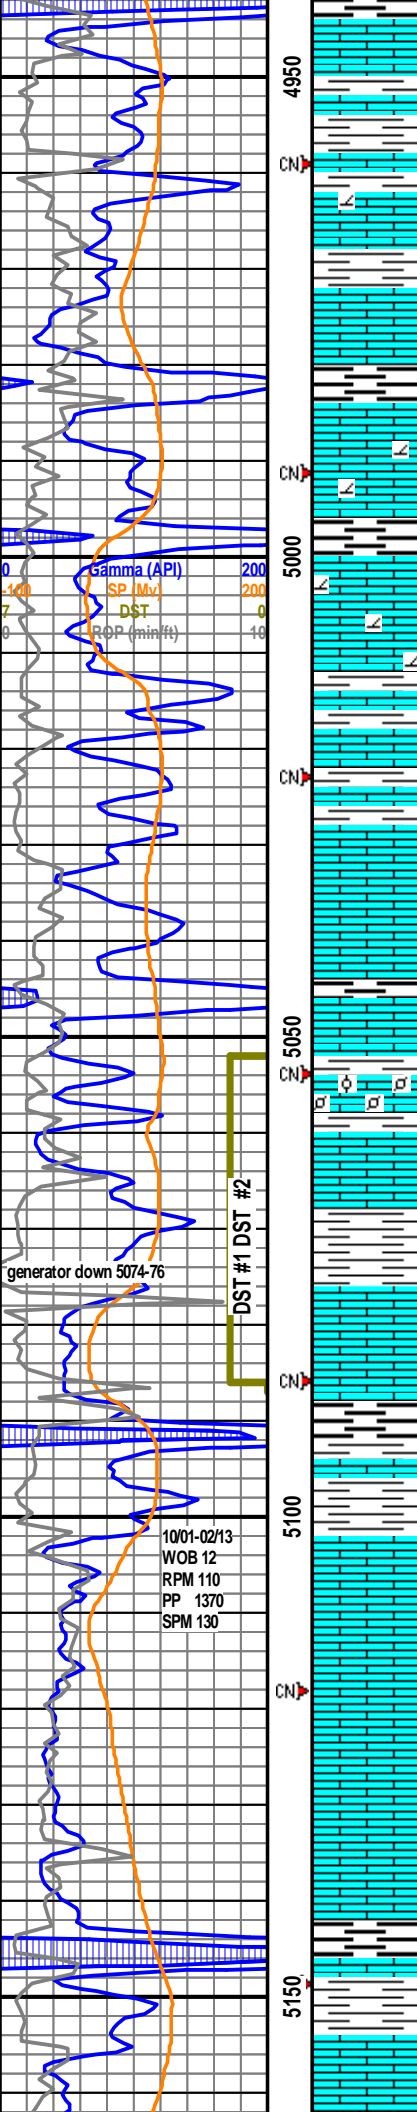 4950
CN
CN
5000
0 Gamma (API) 200
-100 SP (Mv) 200
7 DST 0
0 ROP (min/ft) 10
CN
5050
CN
DST #1 DST #2
generator down 5074-76
CN
5100
10/01-02/13
WOB 12
RPM 110
PP 1370
SPM 130
CN
5150